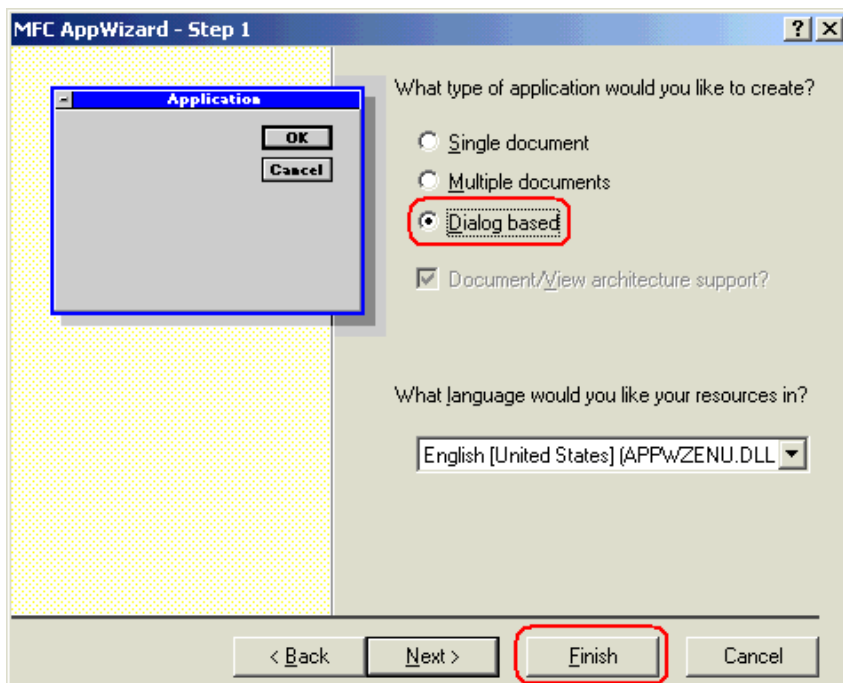 MFC AppWizard - Step 1
Application
OK
Cancel
What type of application would you like to create?
Single document
Multiple documents
Dialog based
Document/View architecture support?
What language would you like your resources in?
English [United States] (APPWZENU.DLL
< Back
Next >
Finish
Cancel